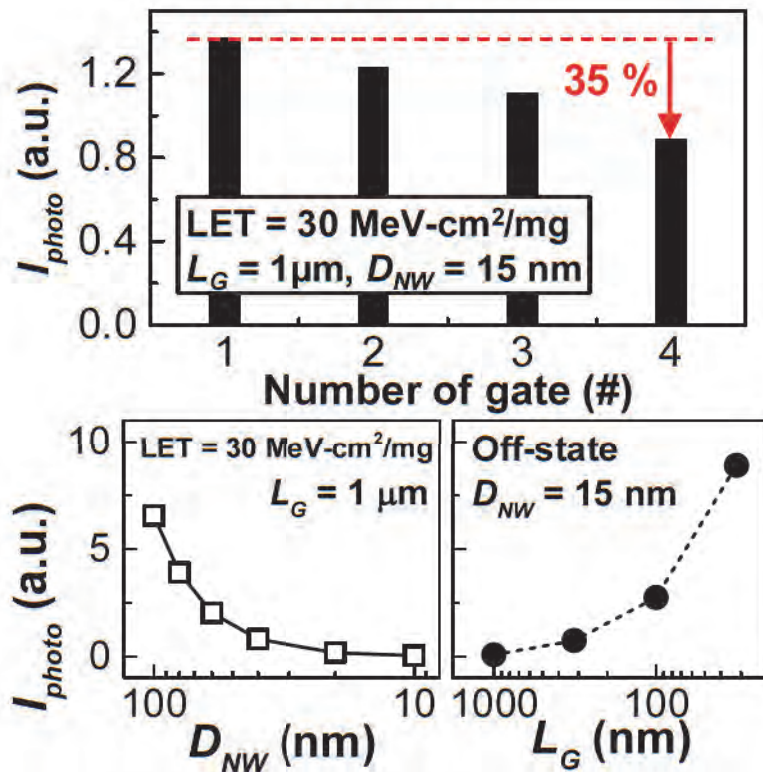 I_photo (a.u.)
1.2
0.8
0.4
0.0
35 %
LET = 30 MeV-cm²/mg
L_G = 1µm, D_NW = 15 nm
1 2 3 4
Number of gate (#)
I_photo (a.u.)
10
5
0
LET = 30 MeV-cm²/mg
L_G = 1 µm
100 10
D_NW (nm)
Off-state
D_NW = 15 nm
1000 100
L_G (nm)